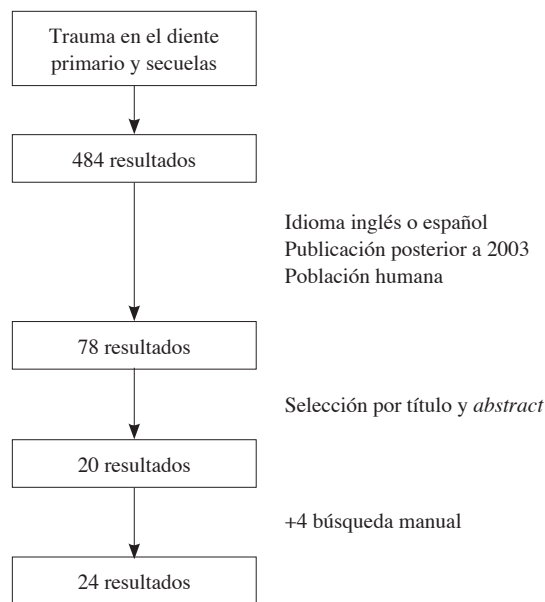 Trauma en el diente
primario y secuelas
484 resultados
Idioma inglés o español
Publicación posterior a 2003
Población humana
78 resultados
Selección por título y abstract
20 resultados
+4 búsqueda manual
24 resultados